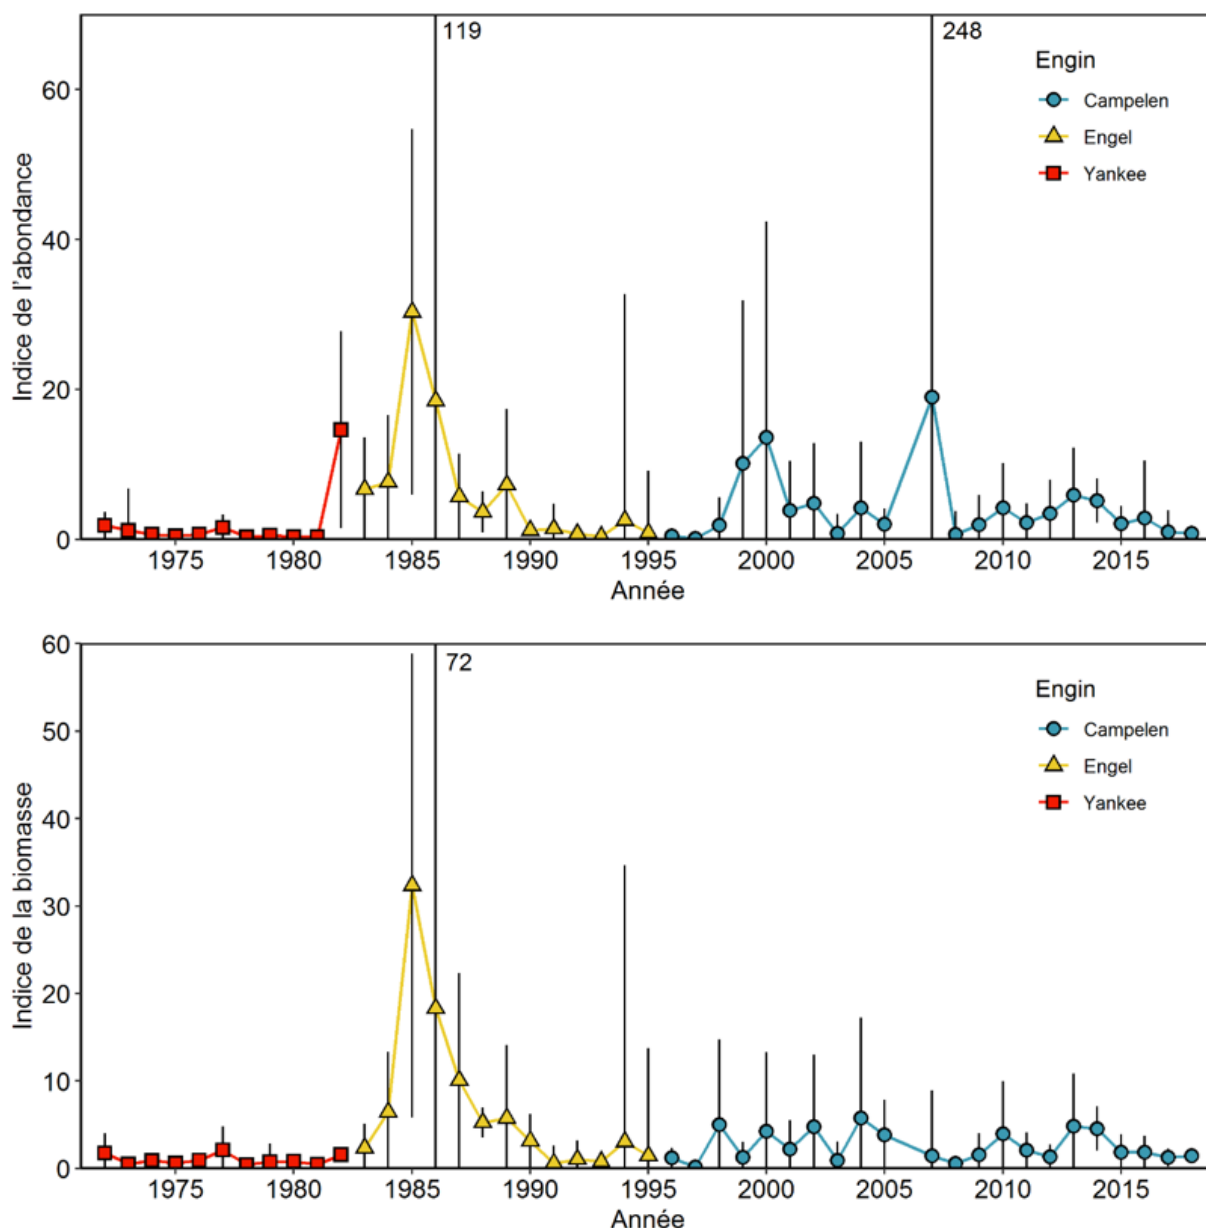 119
248
Engin
Campelen
Engel
Yankee
60
40
20
0
Indice de l'abondance
1975 1980 1985 1990 1995 2000 2005 2010 2015
Année
72
Engin
Campelen
Engel
Yankee
60
50
40
30
20
10
0
Indice de la biomasse
1975 1980 1985 1990 1995 2000 2005 2010 2015
Année